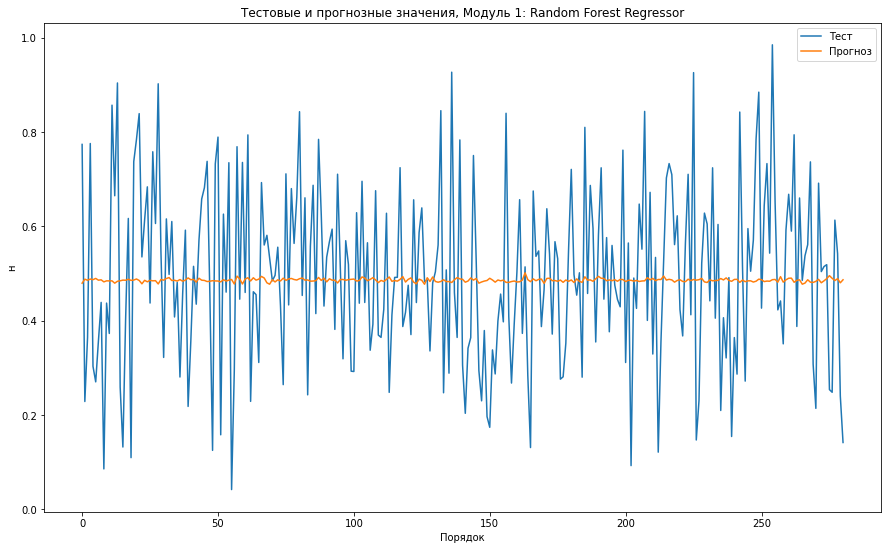 Тестовые и прогнозные значения, Модуль 1: Random Forest Regressor
Тест
Прогноз
1.0
0.8
0.6
0.4
0.2
0.0
н
0
50
100
150
200
250
Порядок